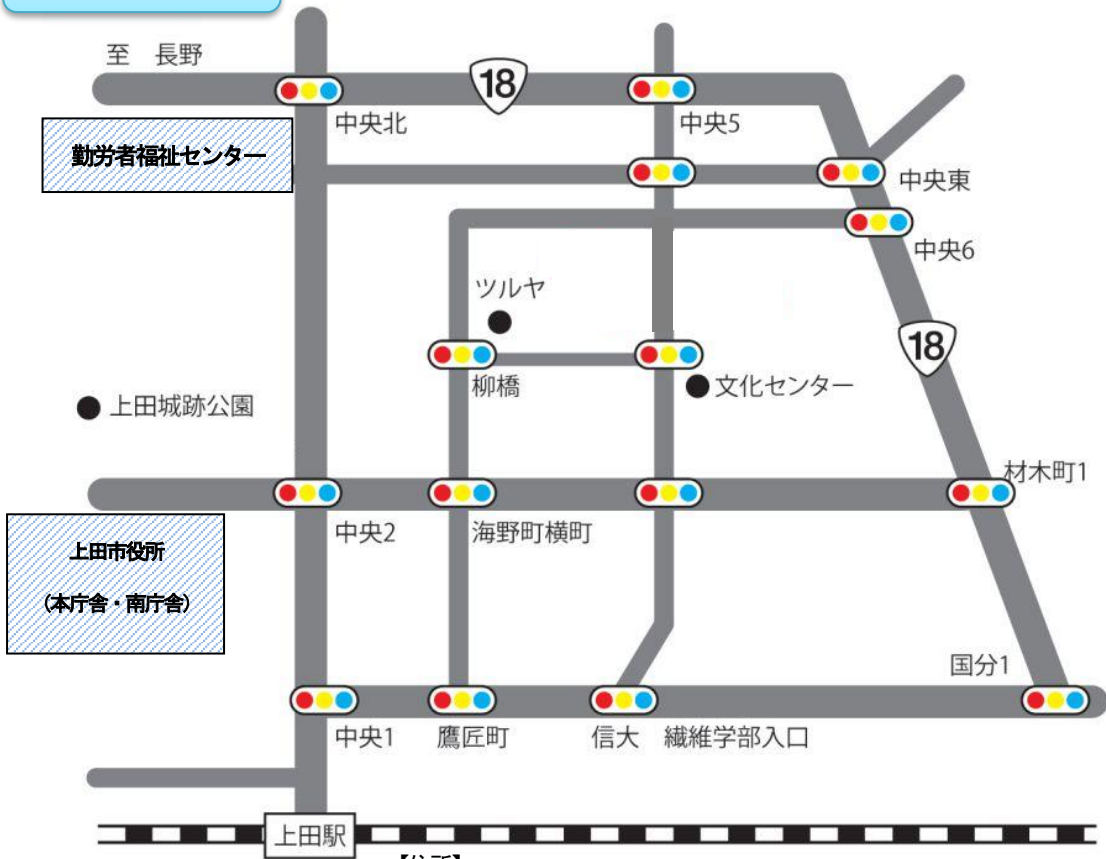 至　長野
18
中央北
中央5
勤労者福祉センター
中央東
中央6
ツルヤ
18
柳橋
文化センター
上田城跡公園
材木町1
中央2
海野町横町
上田市役所
(本庁舎・南庁舎)
国分1
中央1
鷹匠町
信大　繊維学部入口
上田駅
【住所】